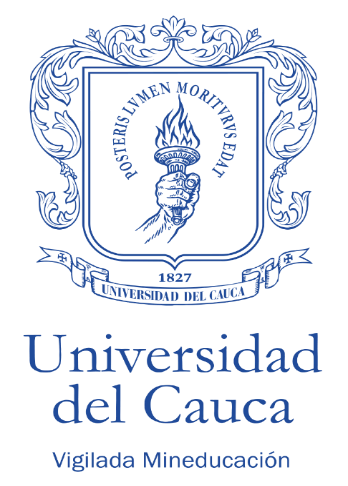 POSTERIS LVMEN MORITVRVS EDAT
1827
UNIVERSIDAD DEL CAUCA
Universidad
del Cauca
Vigilada Mineducación